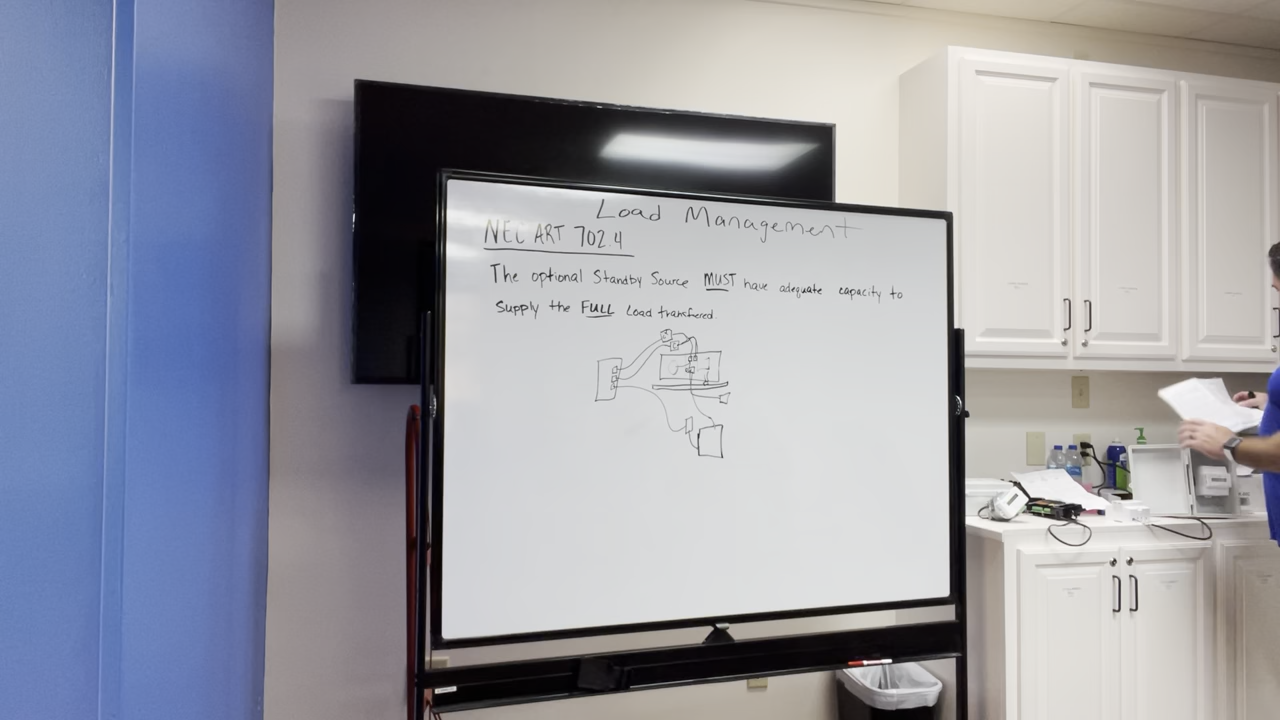 Load Management
NEC ART 702.4
The optional Standby Source MUST have adequate capacity to
Supply the FULL Load transfered.